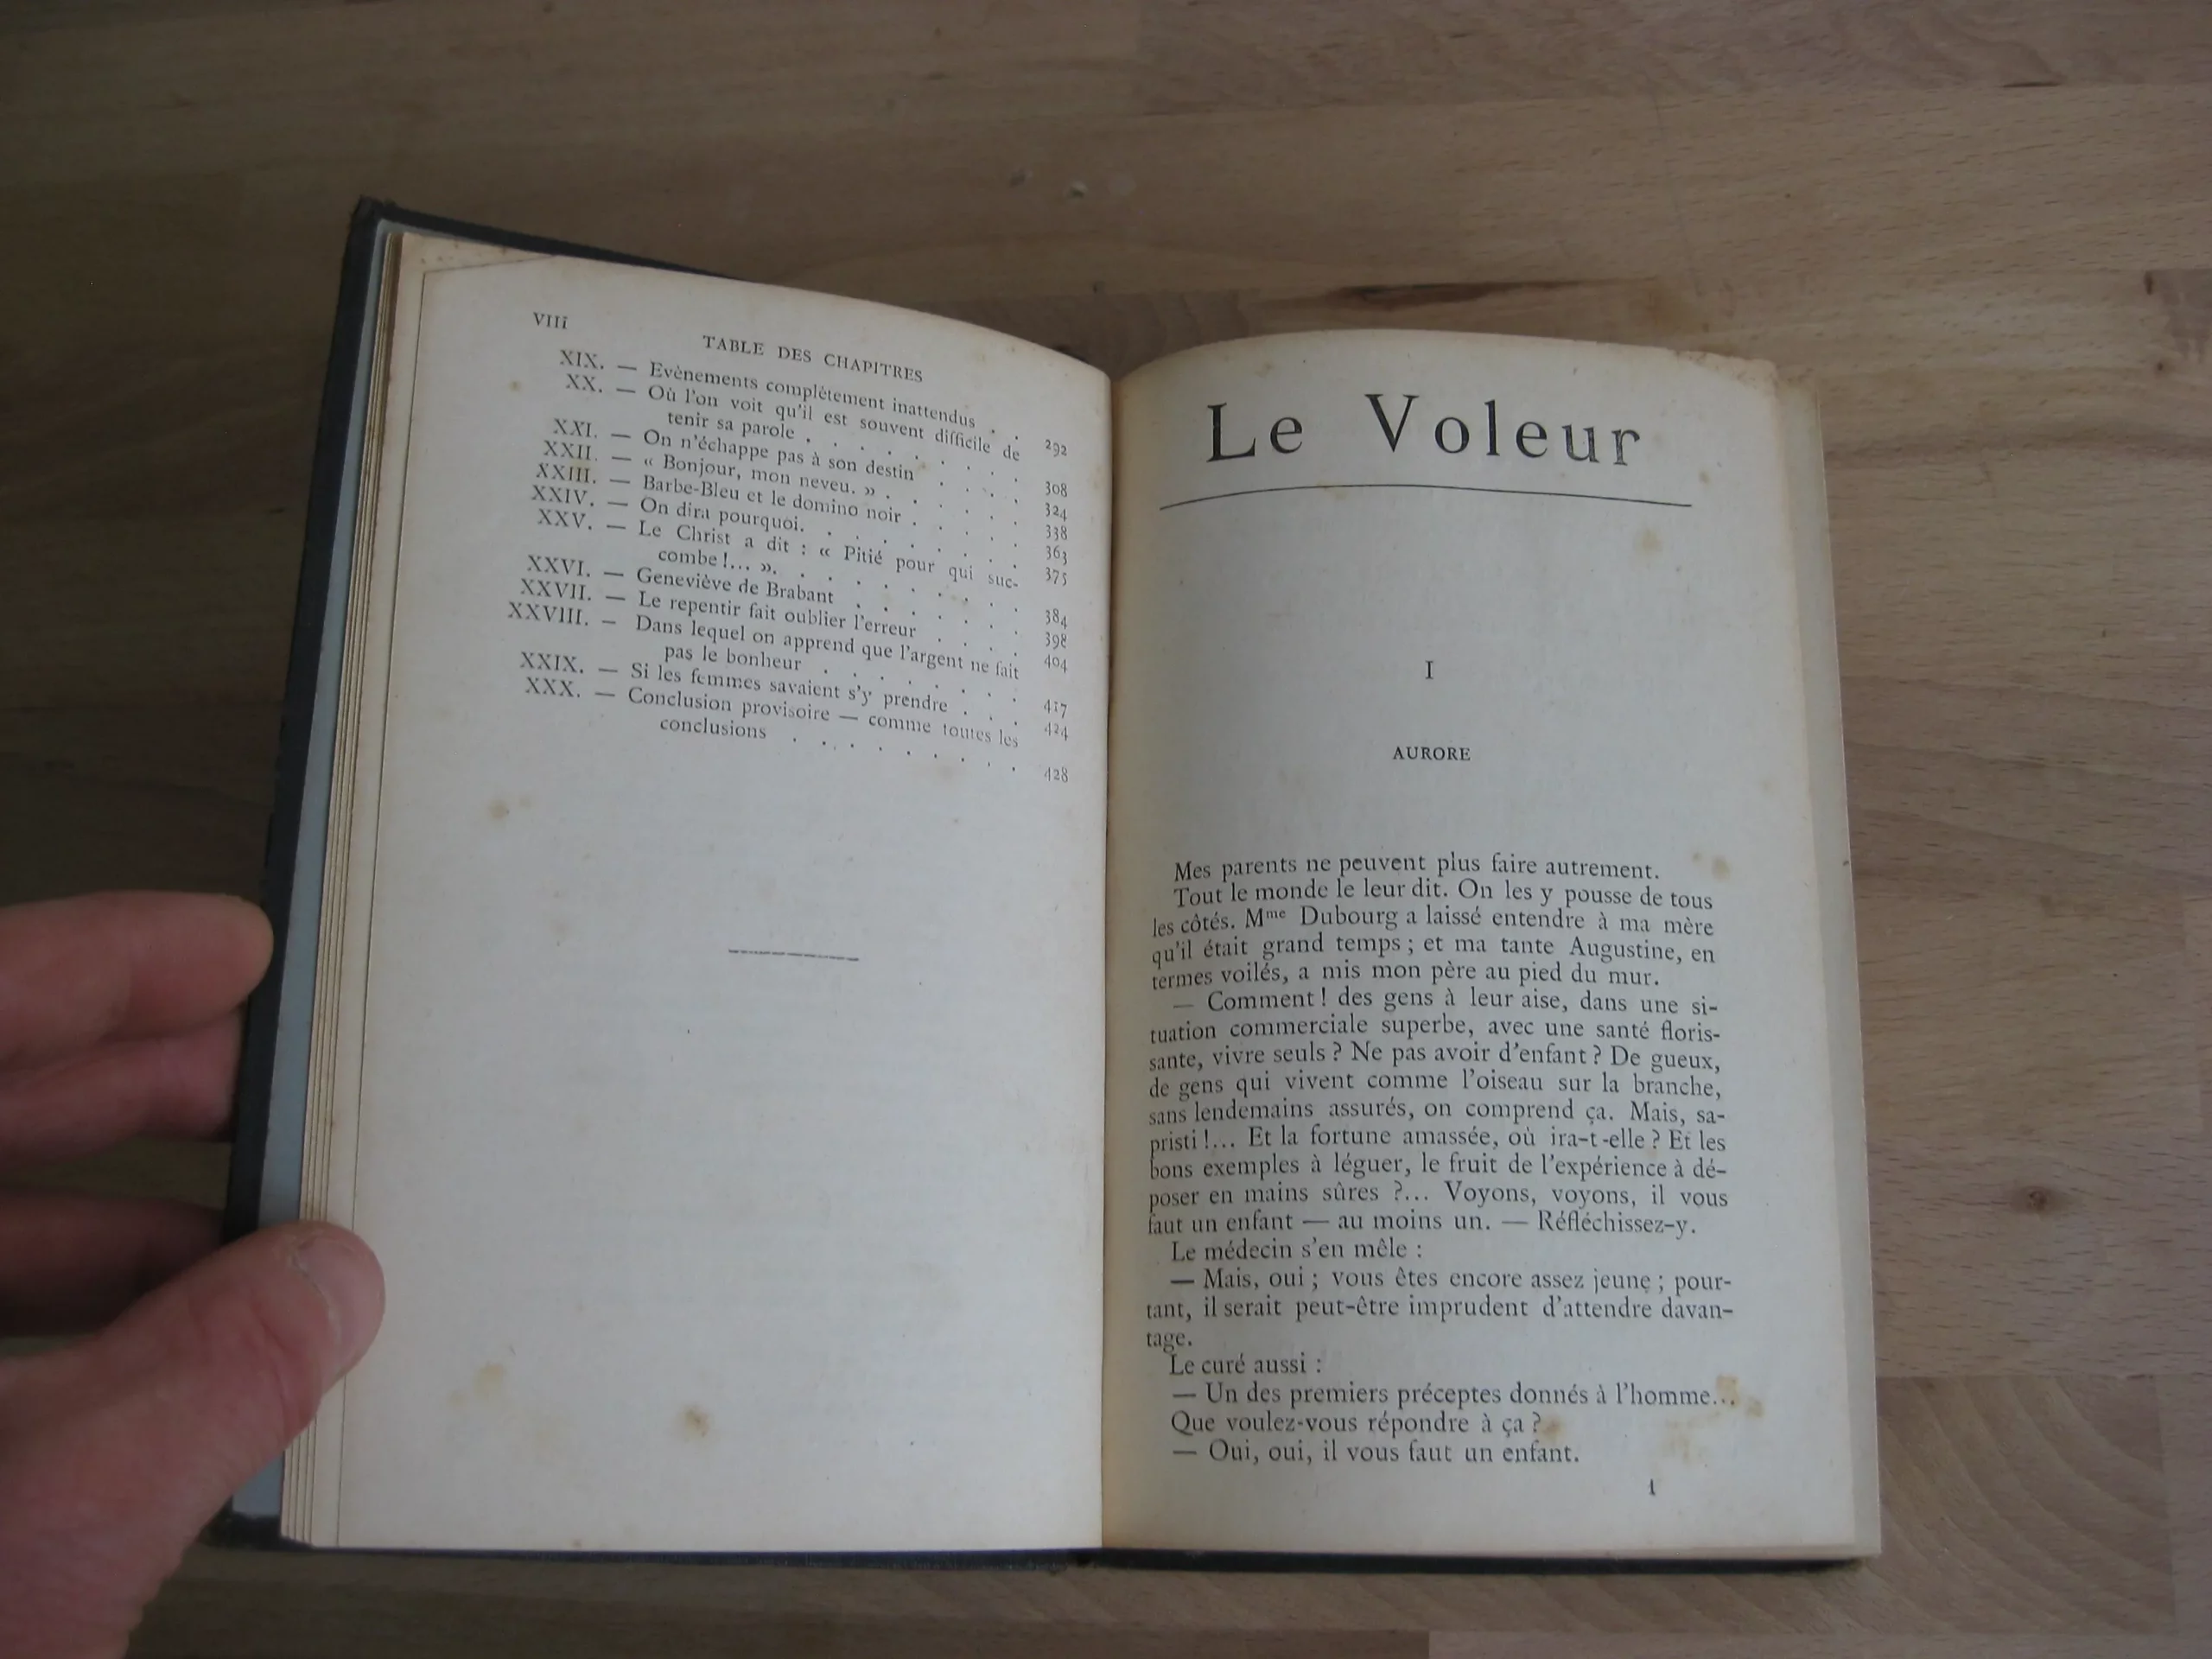 VIII
TABLE DES CHAPITRES
XIX. — Evènements complètement inattendus . . 292
XX. — Où l'on voit qu'il est souvent difficile de
tenir sa parole . . . . . . . . 308
XXI. — On n'échappe pas à son destin . . . . 324
XXII. — « Bonjour, mon neveu. » . . . . . . 338
XXIII. — Barbe-Bleu et le domino noir . . . . . 363
XXIV. — On dira pourquoi. . . . . . . . 375
XXV. — Le Christ a dit : « Pitié pour qui suc-
combe !... ». . . . . . . . . 384
XXVI. — Geneviève de Brabant . . . . . . 398
XXVII. — Le repentir fait oublier l'erreur . . . . 404
XXVIII. — Dans lequel on apprend que l'argent ne fait
pas le bonheur . . . . . . . . 417
XXIX. — Si les femmes savaient s'y prendre . . . 424
XXX. — Conclusion provisoire — comme toutes les
conclusions . . . . . . . . . 428
Le Voleur
I
AURORE
Mes parents ne peuvent plus faire autrement.
Tout le monde le leur dit. On les y pousse de tous
les côtés. Mme Dubourg a laissé entendre à ma mère
qu'il était grand temps ; et ma tante Augustine, en
termes voilés, a mis mon père au pied du mur.
— Comment ! des gens à leur aise, dans une si-
tuation commerciale superbe, avec une santé floris-
sante, vivre seuls ? Ne pas avoir d'enfant ? De gueux,
de gens qui vivent comme l'oiseau sur la branche,
sans lendemains assurés, on comprend ça. Mais, sa-
pristi !... Et la fortune amassée, où ira-t-elle ? Et les
bons exemples à léguer, le fruit de l'expérience à dé-
poser en mains sûres ?... Voyons, voyons, il vous
faut un enfant — au moins un. — Réfléchissez-y.
Le médecin s'en mêle :
— Mais, oui ; vous êtes encore assez jeune ; pour-
tant, il serait peut-être imprudent d'attendre davan-
tage.
Le curé aussi :
— Un des premiers préceptes donnés à l'homme...
Que voulez-vous répondre à ça ?
— Oui, oui, il vous faut un enfant.
1